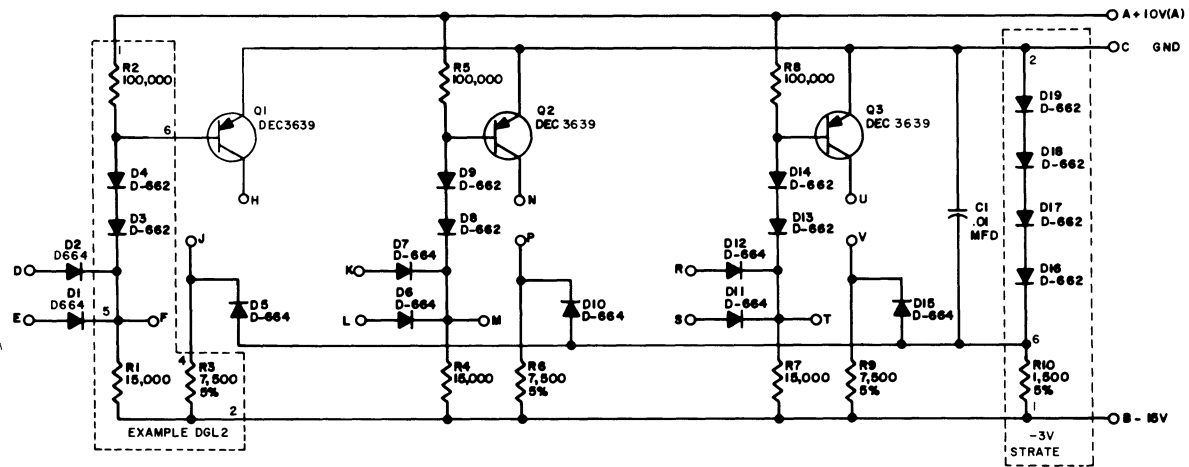 A+10V(A)
C GND
1
2
R2
100,000
R5
100,000
R8
100,000
D19
D-662
Q1
DEC3639
Q2
DEC 3639
Q3
DEC 3639
6
D18
D-662
D4
D-662
D9
D-662
D14
D-662
H
N
U
C1
.01
MFD
D17
D-662
D3
D-662
D8
D-662
D13
D-662
J
P
V
D2
D664
D7
D-664
D12
D-664
D
K
R
D16
D-662
D1
D664
D6
D-664
D11
D-664
E
5
F
D5
D-664
L
M
D10
D-664
S
T
D15
D-664
6
4
R1
15,000
R3
7,500
5%
R4
15,000
R6
7,500
5%
R7
15,000
R9
7,500
5%
R10
1,500
5%
2
1
B-15V
EXAMPLE DGL2
-3V
STRATE